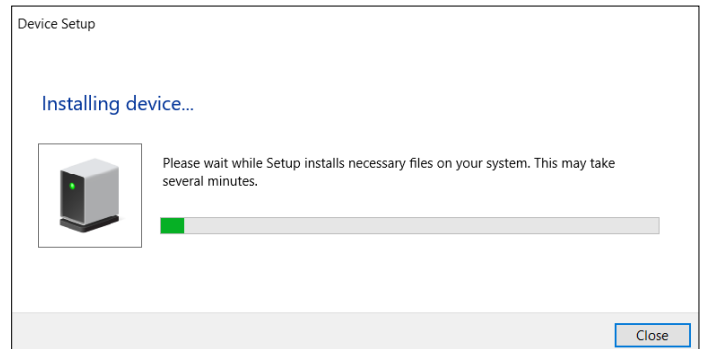 Device Setup
Installing device...
Please wait while Setup installs necessary files on your system. This may take
several minutes.
Close